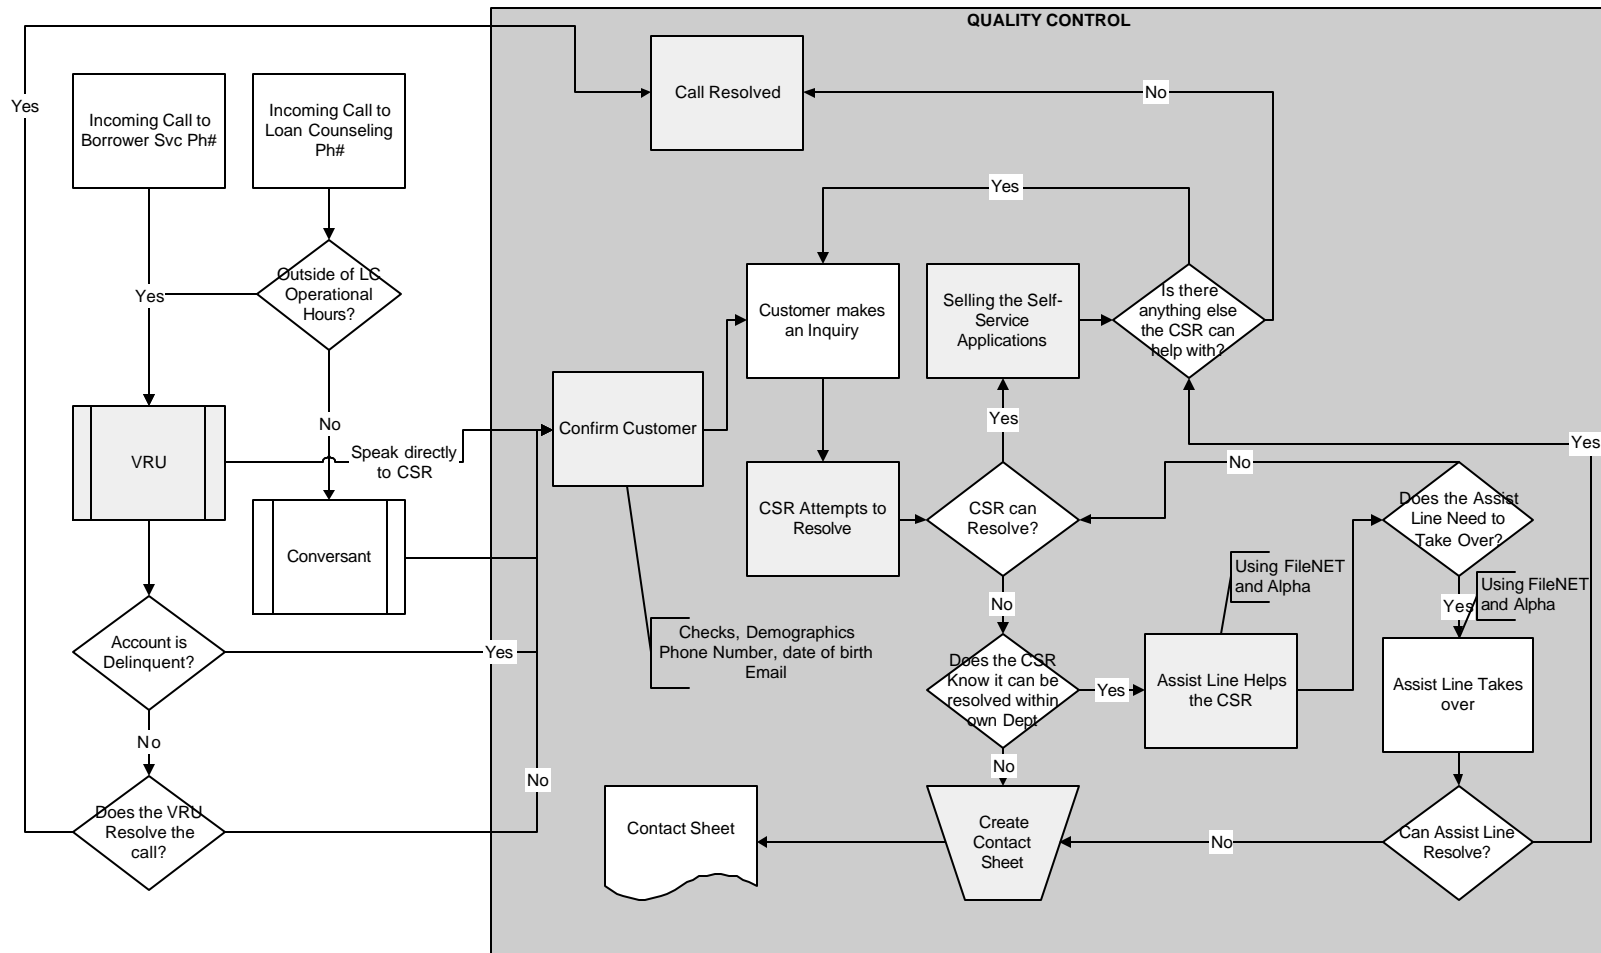 QUALITY CONTROL
Yes
Incoming Call to
Borrower Svc Ph#
Incoming Call to
Loan Counseling
Ph#
Call Resolved
No
Yes
Outside of LC
Operational
Hours?
Yes
Customer makes
an Inquiry
Selling the Self-
Service
Applications
Is there
anything else
the CSR can
help with?
No
Speak directly
to CSR
VRU
Confirm Customer
Yes
Yes
No
CSR Attempts to
Resolve
CSR can
Resolve?
Does the Assist
Line Need to
Take Over?
Conversant
Using FileNET
and Alpha
Using FileNET
and Alpha
Yes
No
Account is
Delinquent?
Yes
Checks, Demographics
Phone Number, date of birth
Email
Does the CSR
Know it can be
resolved within
own Dept
Yes
Assist Line Helps
the CSR
Assist Line Takes
over
No
No
No
Does the VRU
Resolve the
call?
Contact Sheet
Create
Contact
Sheet
No
Can Assist Line
Resolve?